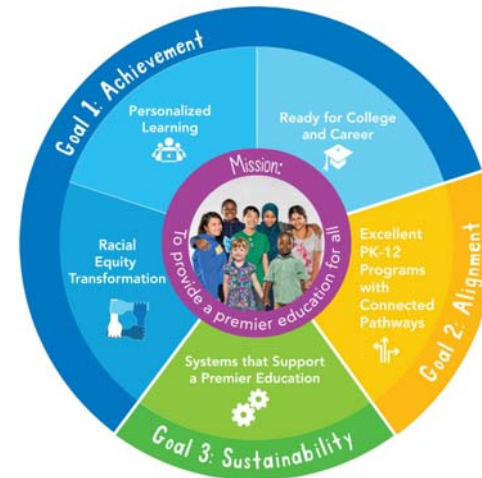 Goal 1: Achievement
Personalized
Learning
Ready for College
and Career
Mission:
To provide a premier education for all
Racial
Equity
Transformation
Excellent
PK-12
Programs
with
Connected
Pathways
Goal 2: Alignment
Systems that Support
a Premier Education
Goal 3: Sustainability